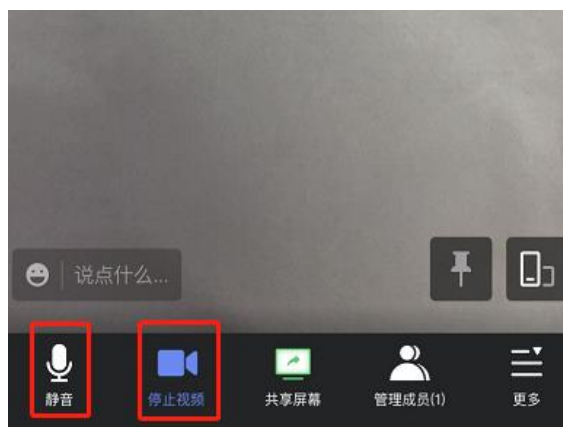 说点什么...
静音
停止视频
共享屏幕
管理成员(1)
更多